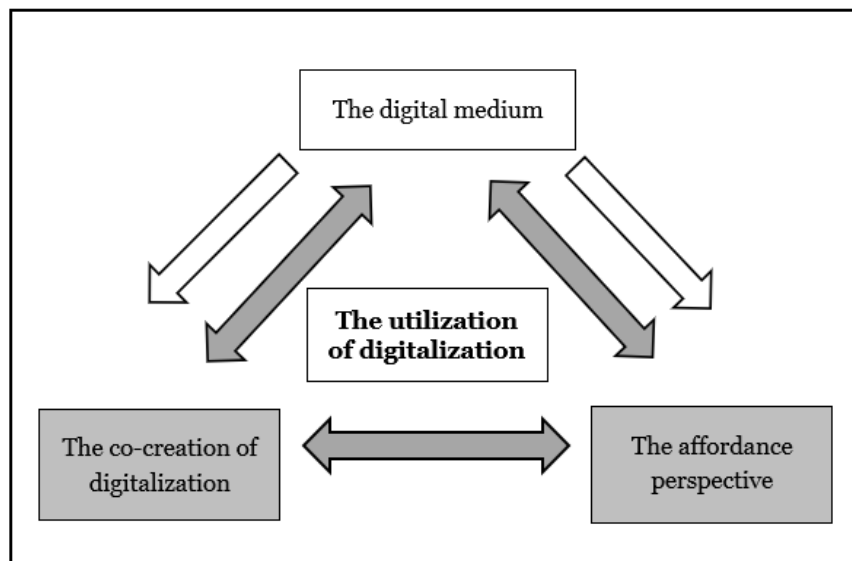 The digital medium
The utilization
of digitalization
The co-creation of
digitalization
The affordance
perspective